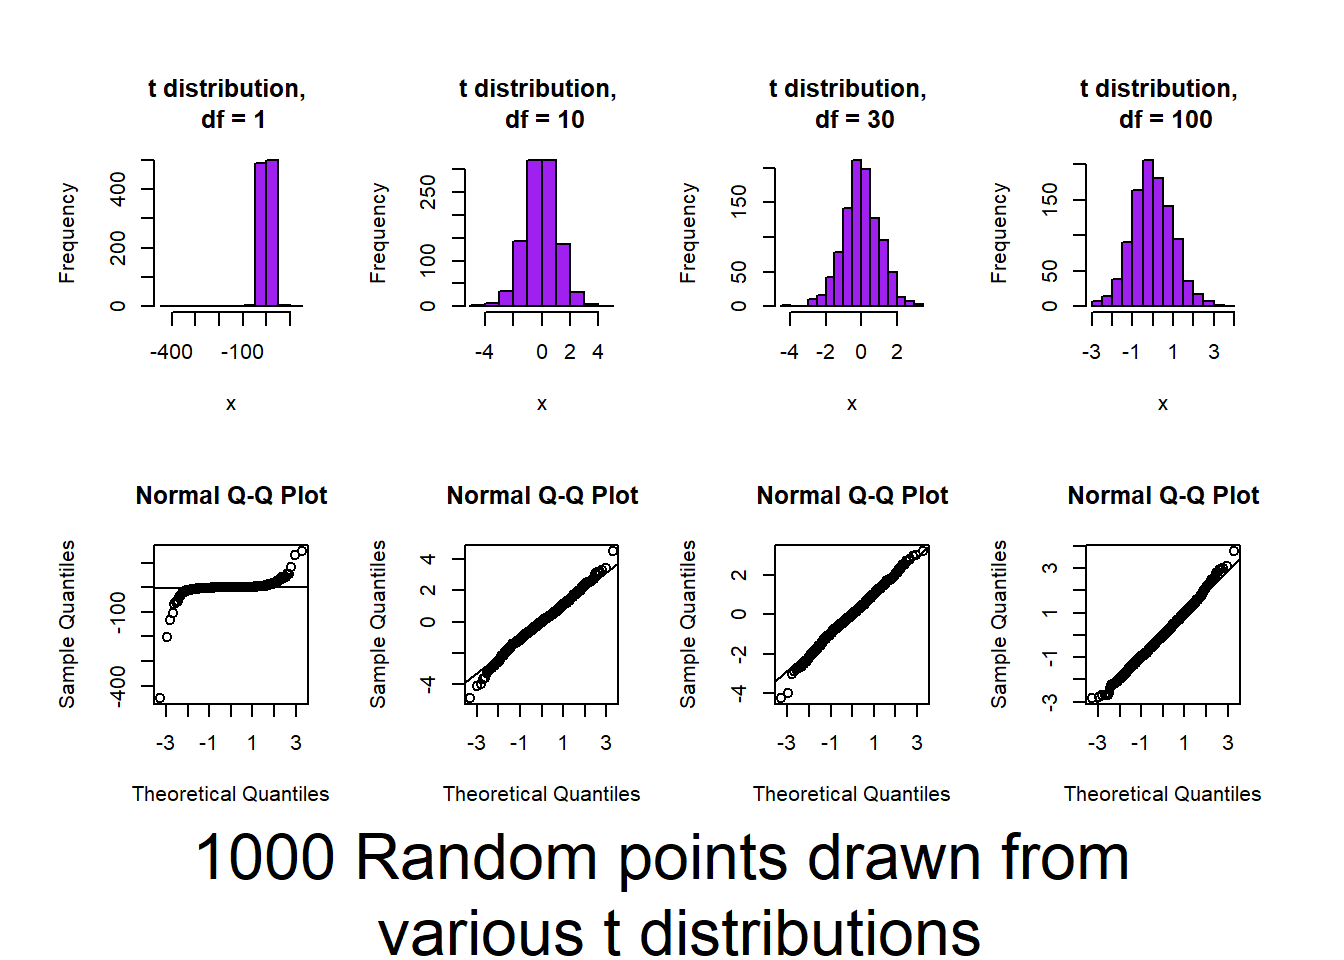 t distribution,
df = 1
t distribution,
df = 10
t distribution,
df = 30
t distribution,
df = 100
Frequency
0
200
400
-400
-100
x
Frequency
0
100
250
-4
0
2
4
x
Frequency
0
50
150
-4
-2
0
2
x
Frequency
0
50
150
-3
-1
1
3
x
Normal Q-Q Plot
Sample Quantiles
-400
-100
-3
-1
1
3
Theoretical Quantiles
Normal Q-Q Plot
Sample Quantiles
-4
0
2
4
-3
-1
1
3
Theoretical Quantiles
Normal Q-Q Plot
Sample Quantiles
-4
-2
0
2
-3
-1
1
3
Theoretical Quantiles
Normal Q-Q Plot
Sample Quantiles
-3
-1
1
3
-3
-1
1
3
Theoretical Quantiles
1000 Random points drawn from
various t distributions